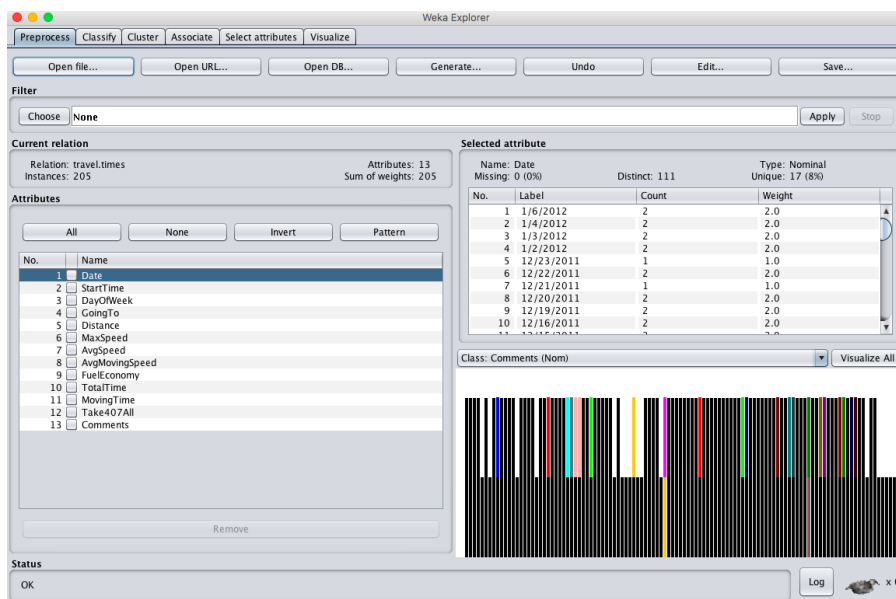 Weka Explorer
Preprocess Classify Cluster Associate Select attributes Visualize
Open file... Open URL... Open DB... Generate... Undo Edit... Save...
Filter
Choose None Apply Stop
Current relation
Relation: travel.times Attributes: 13
Instances: 205 Sum of weights: 205
Attributes
All None Invert Pattern
No. Name
1 Date
2 StartTime
3 DayOfWeek
4 GoingTo
5 Distance
6 MaxSpeed
7 AvgSpeed
8 AvgMovingSpeed
9 FuelEconomy
10 TotalTime
11 MovingTime
12 Take407All
13 Comments
Remove
Selected attribute
Name: Date Type: Nominal
Missing: 0 (0%) Distinct: 111 Unique: 17 (8%)
No. Label Count Weight
1 1/6/2012 2 2.0
2 1/4/2012 2 2.0
3 1/3/2012 2 2.0
4 1/2/2012 2 2.0
5 12/23/2011 1 1.0
6 12/22/2011 2 2.0
7 12/21/2011 1 1.0
8 12/20/2011 2 2.0
9 12/19/2011 2 2.0
10 12/16/2011 2 2.0
11 12/15/2011 2 2.0
Class: Comments (Nom) Visualize All
Status
OK Log x